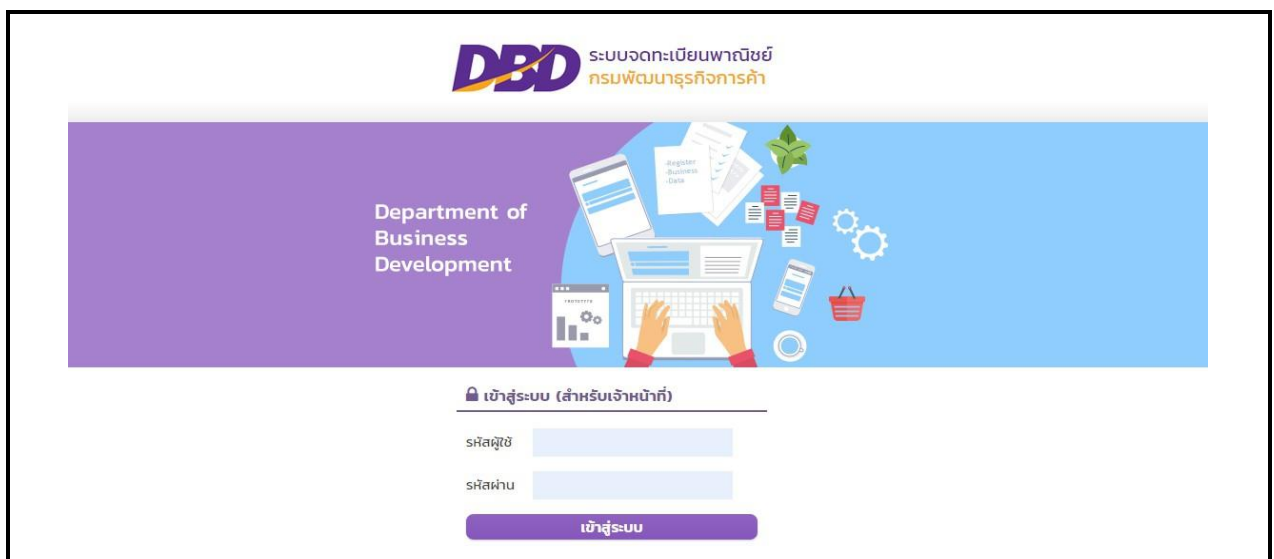 DBD
ระบบจดทะเบียนพาณิชย์
กรมพัฒนาธุรกิจการค้า
-Register
-Business
-Data
Department of
Business
Development
เข้าสู่ระบบ (สำหรับเจ้าหน้าที่)
รหัสผู้ใช้
รหัสผ่าน
เข้าสู่ระบบ